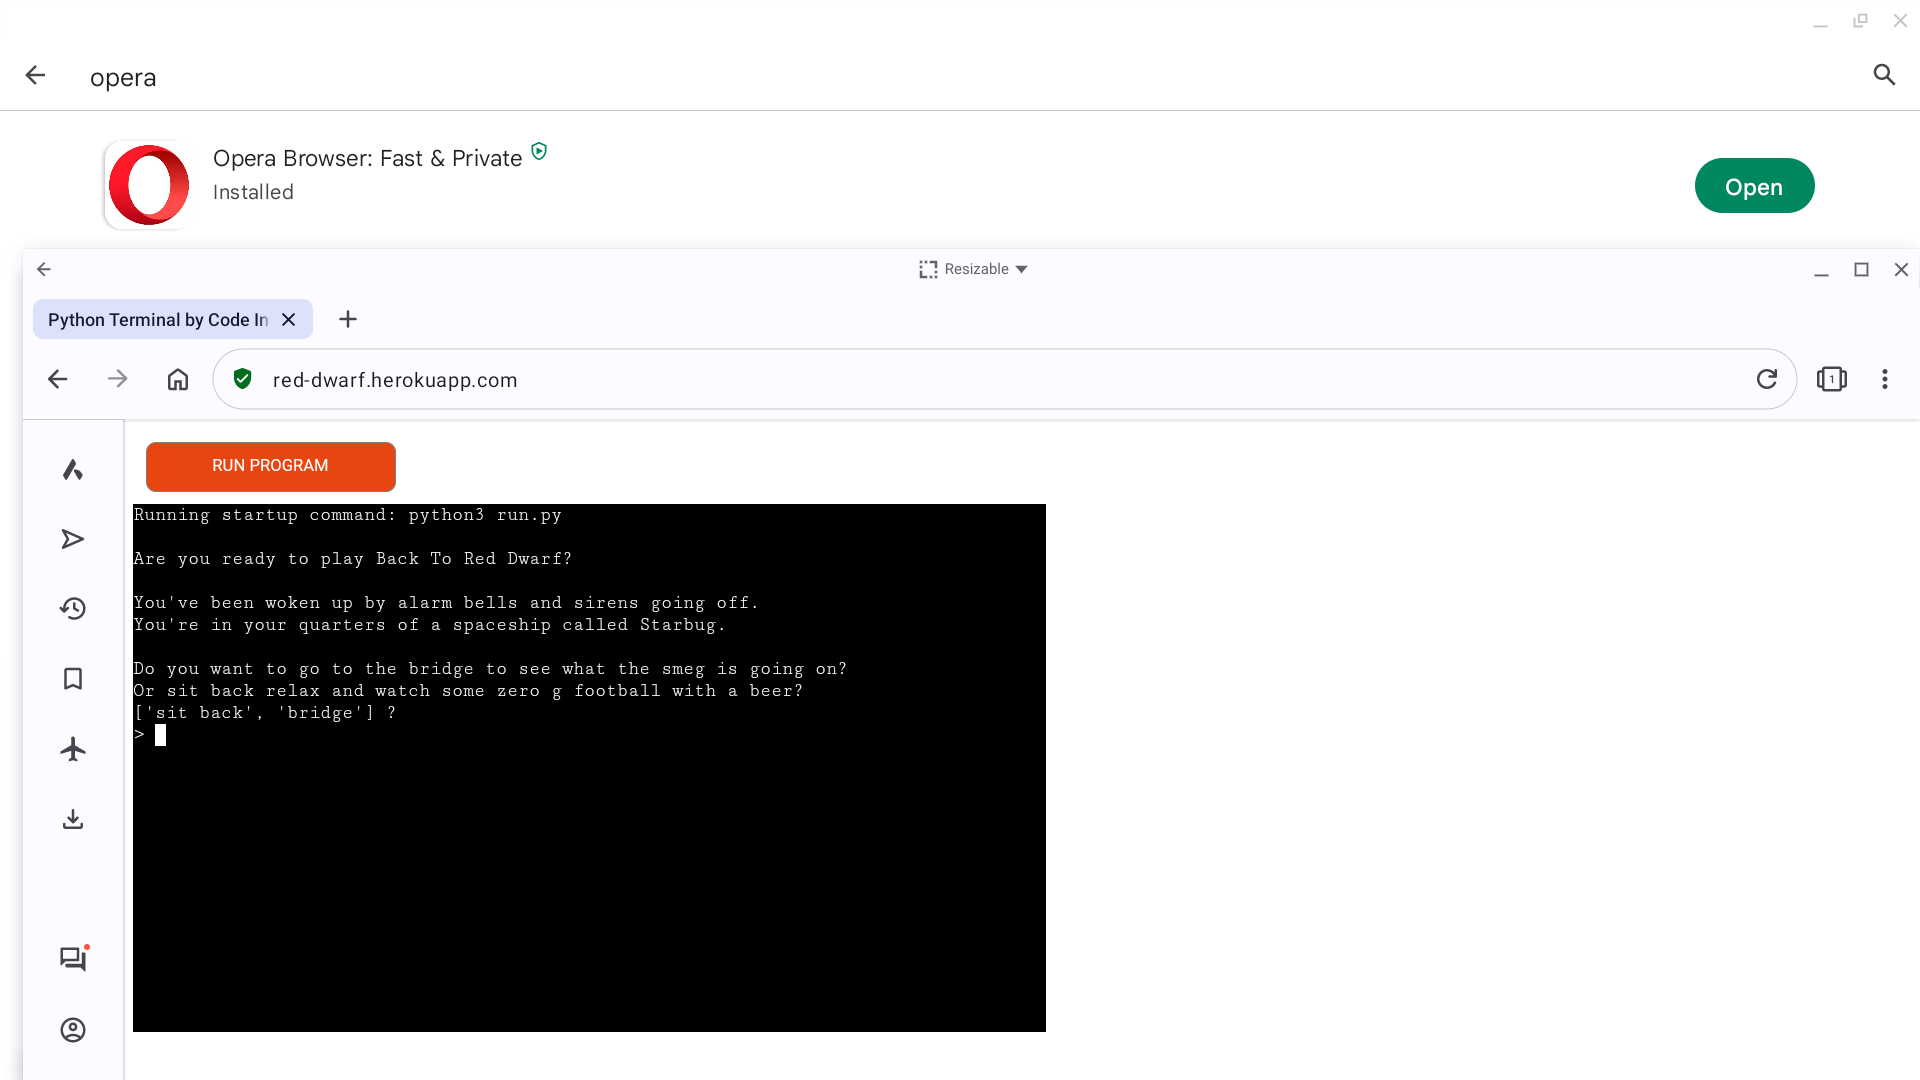 opera
Opera Browser: Fast & Private
Installed
Open
Resizable
Python Terminal by Code In
red-dwarf.herokuapp.com
1
RUN PROGRAM
Running startup command: python3 run.py
Are you ready to play Back To Red Dwarf?
You've been woken up by alarm bells and sirens going off.
You're in your quarters of a spaceship called Starbug.
Do you want to go to the bridge to see what the smeg is going on?
Or sit back relax and watch some zero g football with a beer?
['sit back', 'bridge'] ?
>